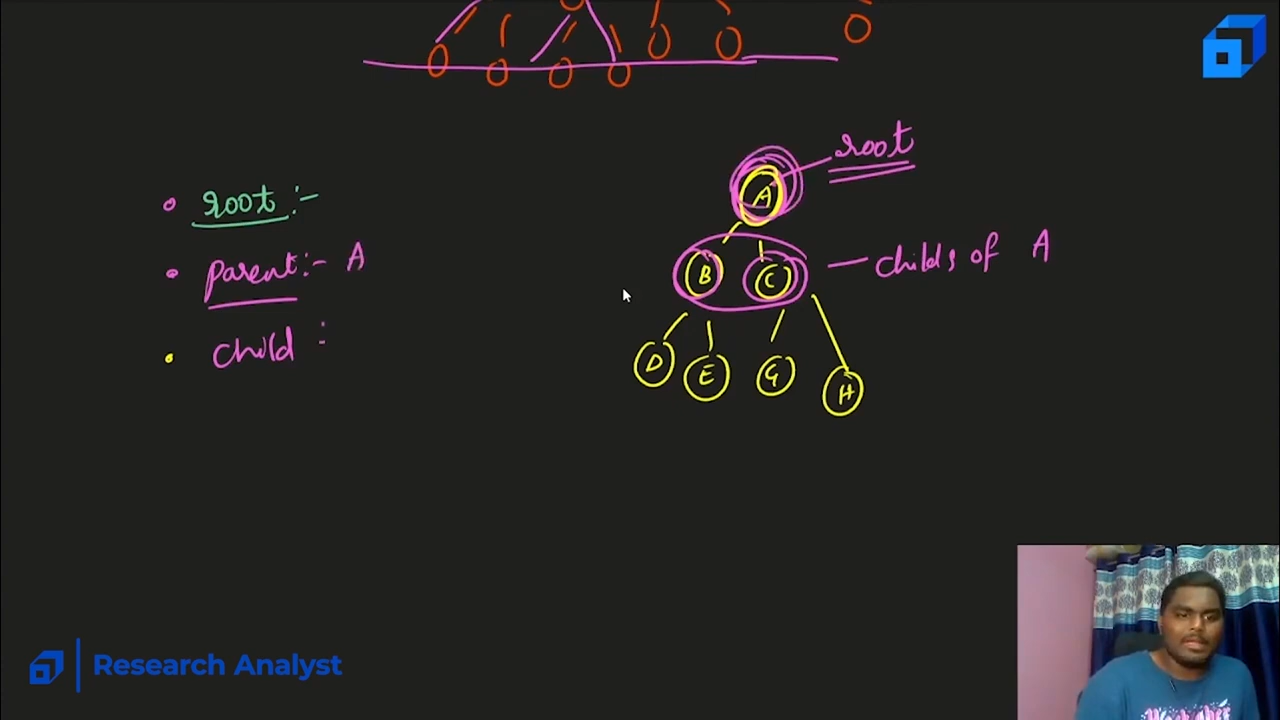 root
root :-
A
parent :- A
B C childs of A
child :
D E G H
Research Analyst